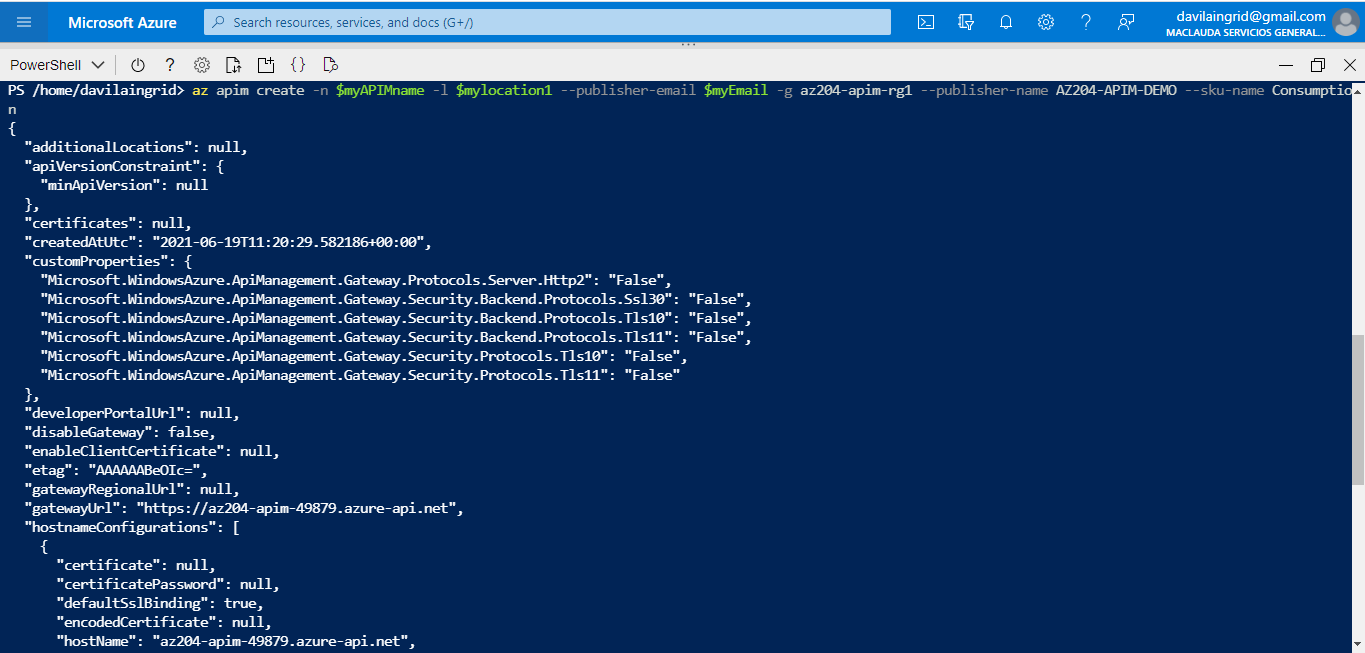 Microsoft Azure
Search resources, services, and docs (G+/)
davilaingrid@gmail.com
MACLAUDA SERVICIOS GENERAL...
PowerShell
PS /home/davilaingrid> az apim create -n $myAPIMname -l $mylocation1 --publisher-email $myEmail -g az204-apim-rg1 --publisher-name AZ204-APIM-DEMO --sku-name Consumptio
n
{
  "additionalLocations": null,
  "apiVersionConstraint": {
    "minApiVersion": null
  },
  "certificates": null,
  "createdAtUtc": "2021-06-19T11:20:29.582186+00:00",
  "customProperties": {
    "Microsoft.WindowsAzure.ApiManagement.Gateway.Protocols.Server.Http2": "False",
    "Microsoft.WindowsAzure.ApiManagement.Gateway.Security.Backend.Protocols.Ssl30": "False",
    "Microsoft.WindowsAzure.ApiManagement.Gateway.Security.Backend.Protocols.Tls10": "False",
    "Microsoft.WindowsAzure.ApiManagement.Gateway.Security.Backend.Protocols.Tls11": "False",
    "Microsoft.WindowsAzure.ApiManagement.Gateway.Security.Protocols.Tls10": "False",
    "Microsoft.WindowsAzure.ApiManagement.Gateway.Security.Protocols.Tls11": "False"
  },
  "developerPortalUrl": null,
  "disableGateway": false,
  "enableClientCertificate": null,
  "etag": "AAAAAABeOIc=",
  "gatewayRegionalUrl": null,
  "gatewayUrl": "https://az204-apim-49879.azure-api.net",
  "hostnameConfigurations": [
    {
      "certificate": null,
      "certificatePassword": null,
      "defaultSslBinding": true,
      "encodedCertificate": null,
      "hostName": "az204-apim-49879.azure-api.net",